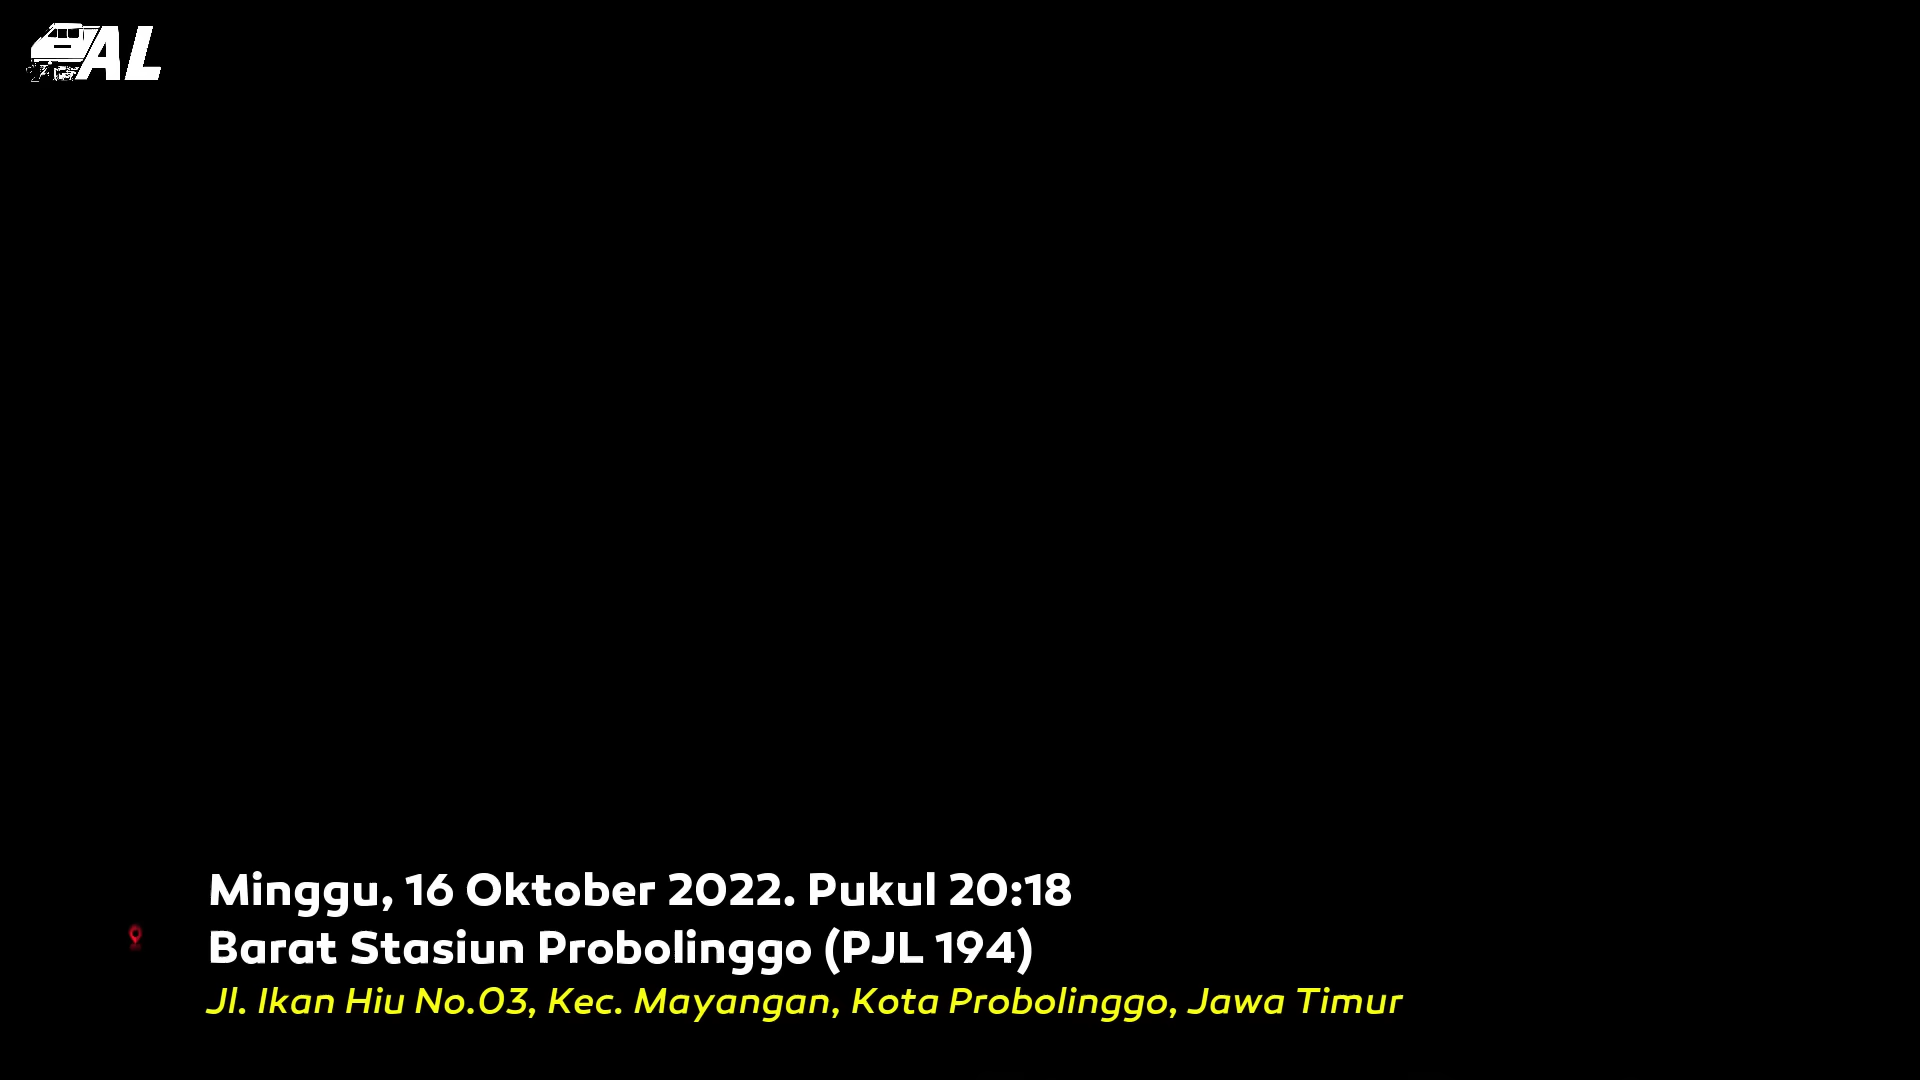 AL
Minggu, 16 Oktober 2022. Pukul 20:18
Barat Stasiun Probolinggo (PJL 194)
Jl. Ikan Hiu No.03, Kec. Mayangan, Kota Probolinggo, Jawa Timur